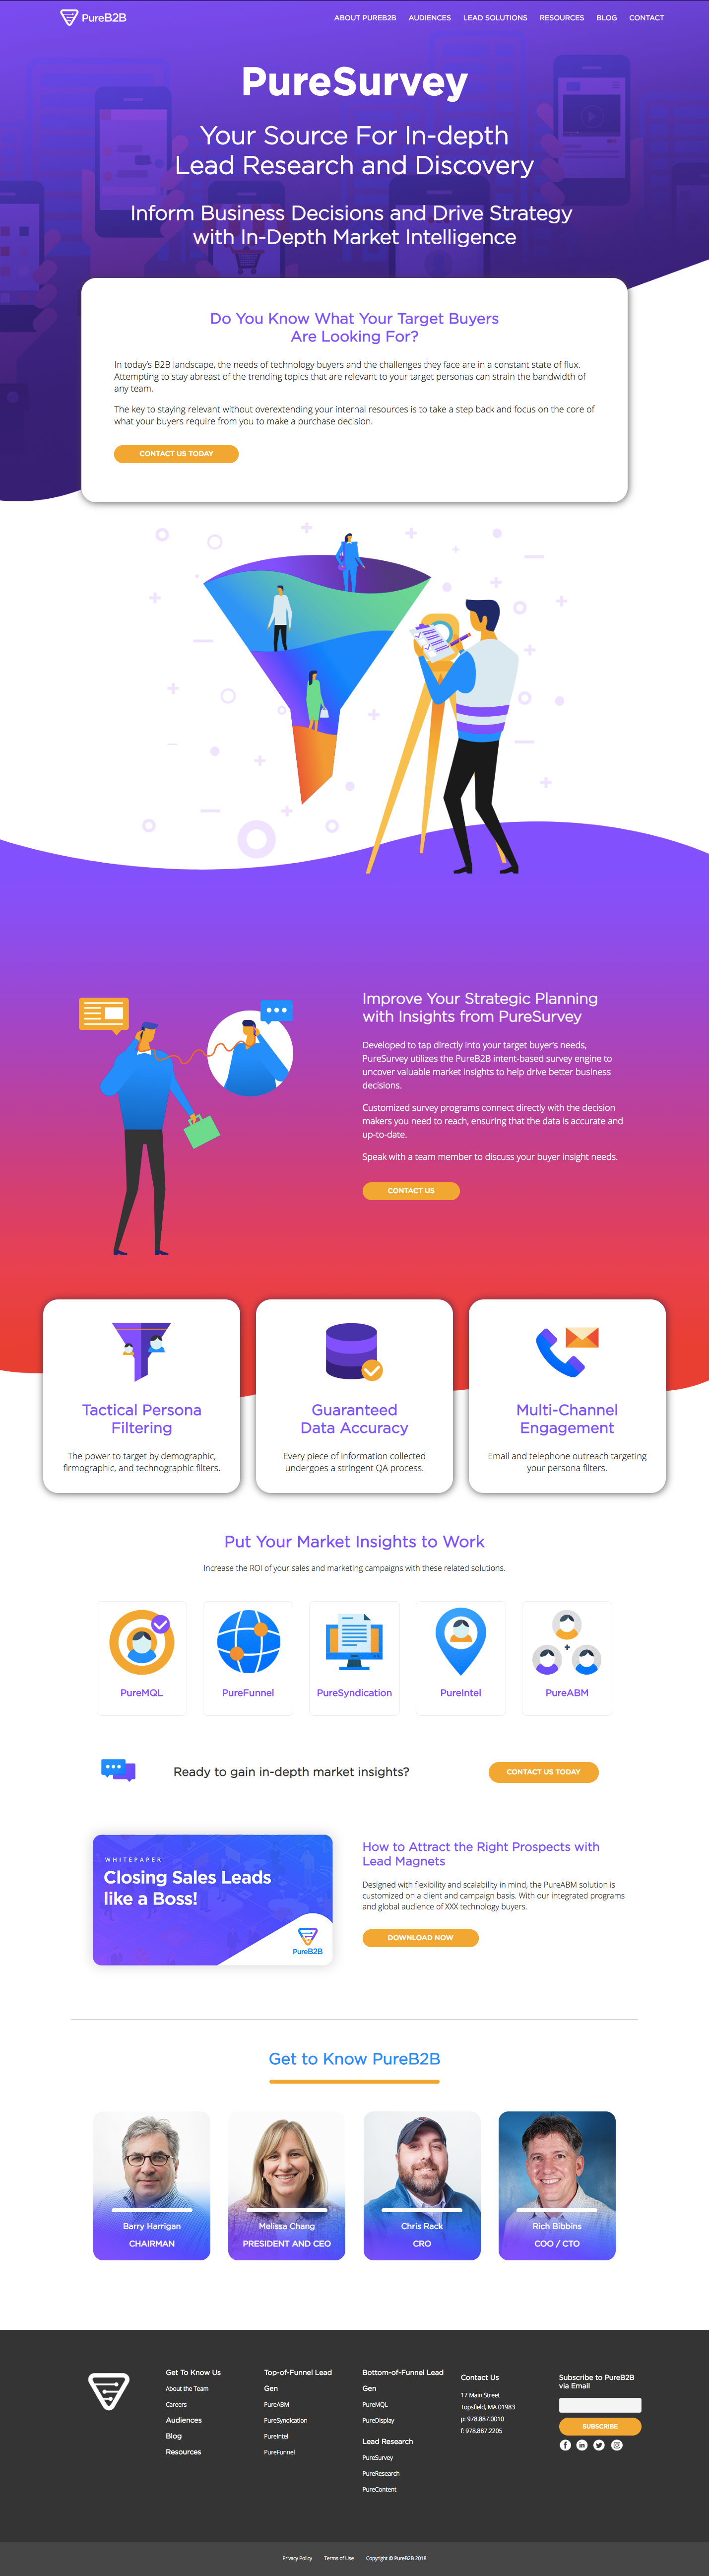 PureB2B
ABOUT PUREB2B AUDIENCES LEAD SOLUTIONS RESOURCES BLOG CONTACT
PureSurvey
Your Source For In-depth
Lead Research and Discovery
Inform Business Decisions and Drive Strategy
with In-Depth Market Intelligence
Do You Know What Your Target Buyers
Are Looking For?
In today's B2B landscape, the needs of technology buyers and the challenges they face are in a constant state of flux.
Attempting to stay abreast of the trending topics that are relevant to your target personas can strain the bandwidth of
any team.
The key to staying relevant without overextending your internal resources is to take a step back and focus on the core of
what your buyers require from you to make a purchase decision.
CONTACT US TODAY
Improve Your Strategic Planning
with Insights from PureSurvey
Developed to tap directly into your target buyer's needs,
PureSurvey utilizes the PureB2B intent-based survey engine to
uncover valuable market insights to help drive better business
decisions.
Customized survey programs connect directly with the decision
makers you need to reach, ensuring that the data is accurate and
up-to-date.
Speak with a team member to discuss your buyer insight needs.
CONTACT US
Tactical Persona
Filtering
The power to target by demographic,
firmographic, and technographic filters.
Guaranteed
Data Accuracy
Every piece of information collected
undergoes a stringent QA process.
Multi-Channel
Engagement
Email and telephone outreach targeting
your persona filters.
Put Your Market Insights to Work
Increase the ROI of your sales and marketing campaigns with these related solutions.
PureMQL
PureFunnel
PureSyndication
PureIntel
PureABM
Ready to gain in-depth market insights?
CONTACT US TODAY
WHITEPAPER
Closing Sales Leads
like a Boss!
PureB2B
How to Attract the Right Prospects with
Lead Magnets
Designed with flexibility and scalability in mind, the PureABM solution is
customized on a client and campaign basis. With our integrated programs
and global audience of XXX technology buyers.
DOWNLOAD NOW
Get to Know PureB2B
Barry Harrigan
CHAIRMAN
Melissa Chang
PRESIDENT AND CEO
Chris Rack
CRO
Rich Bibbins
COO / CTO
Get To Know Us
About the Team
Careers
Audiences
Blog
Resources
Top-of-Funnel Lead
Gen
PureABM
PureSyndication
PureIntel
PureFunnel
Bottom-of-Funnel Lead
Gen
PureMQL
PureDisplay
Lead Research
PureSurvey
PureResearch
PureContent
Contact Us
17 Main Street
Topsfield, MA 01983
p: 978.887.0010
f: 978.887.2205
Subscribe to PureB2B
via Email
SUBSCRIBE
Privacy Policy Terms of Use Copyright © PureB2B 2018